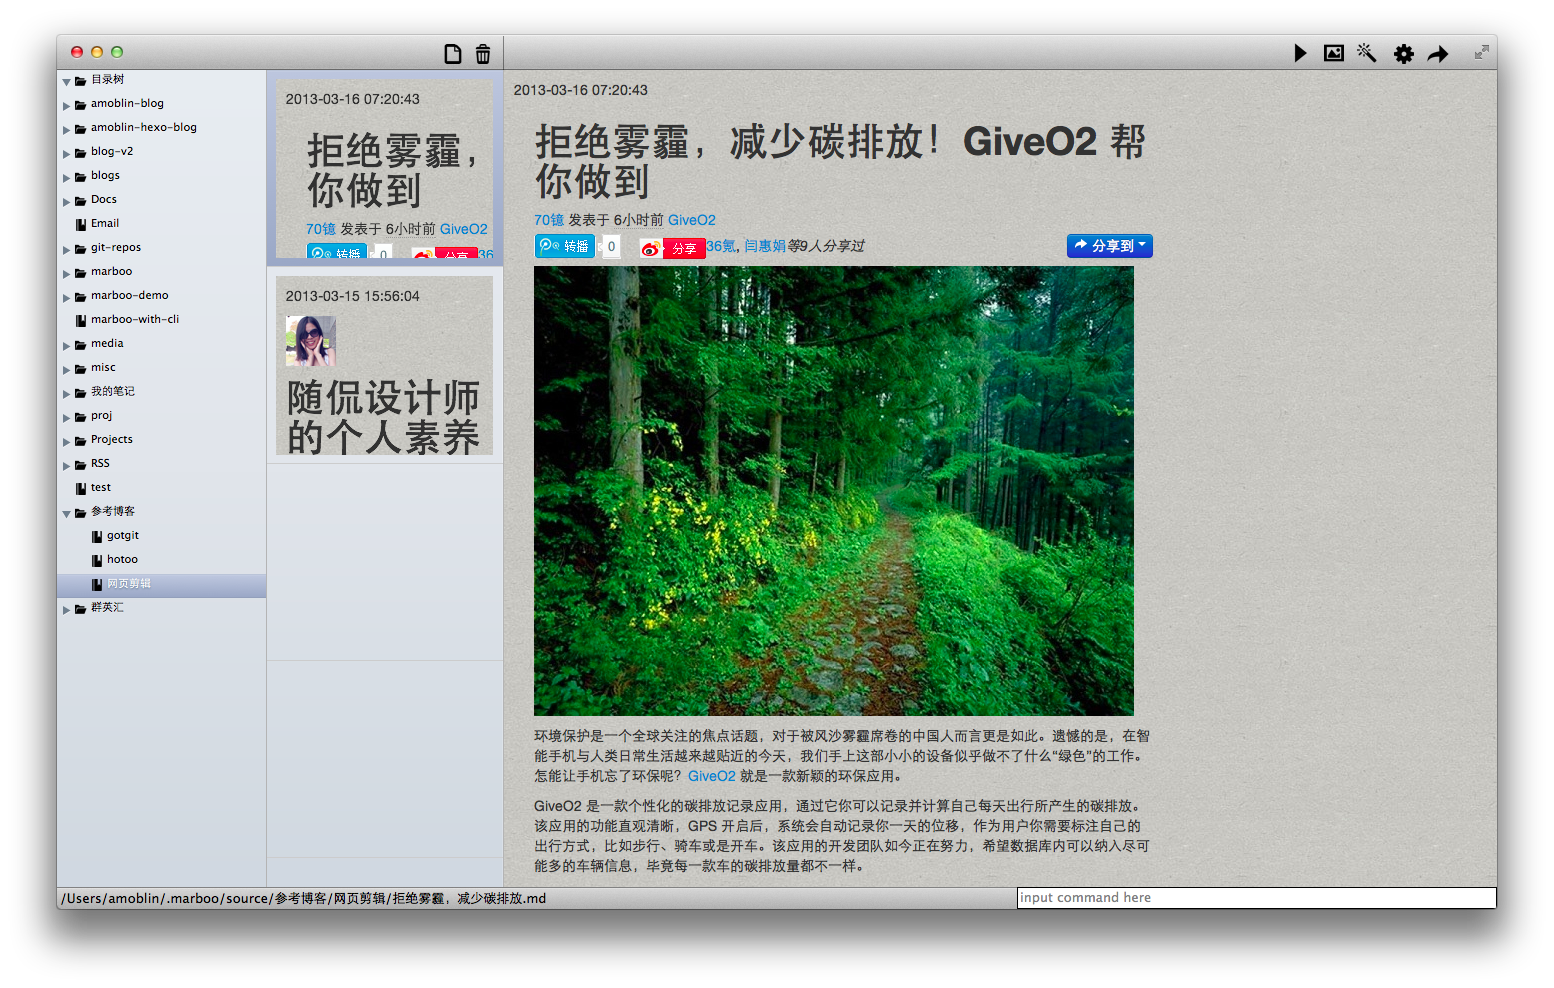 目录树
amoblin-blog
amoblin-hexo-blog
blog-v2
blogs
Docs
Email
git-repos
marboo
marboo-demo
marboo-with-cli
media
misc
我的笔记
proj
Projects
RSS
test
参考博客
gotgit
hotoo
网页剪辑
群英汇
2013-03-16 07:20:43
拒绝雾霾，
你做到
70镱 发表于 6小时前 GiveO2
转播 0 分享 36
2013-03-15 15:56:04
随侃设计师
的个人素养
2013-03-16 07:20:43
拒绝雾霾，减少碳排放！GiveO2 帮
你做到
70镱 发表于 6小时前 GiveO2
转播 0 分享 36氪, 闫惠娟等9人分享过 分享到
环境保护是一个全球关注的焦点话题，对于被风沙雾霾席卷的中国人而言更是如此。遗憾的是，在智
能手机与人类日常生活越来越贴近的今天，我们手上这部小小的设备似乎做不了什么“绿色”的工作。
怎能让手机忘了环保呢？GiveO2 就是一款新颖的环保应用。
GiveO2 是一款个性化的碳排放记录应用，通过它你可以记录并计算自己每天出行所产生的碳排放。
该应用的功能直观清晰，GPS 开启后，系统会自动记录你一天的位移，作为用户你需要标注自己的
出行方式，比如步行、骑车或是开车。该应用的开发团队如今正在努力，希望数据库内可以纳入尽可
能多的车辆信息，毕竟每一款车的碳排放量都不一样。
/Users/amoblin/.marboo/source/参考博客/网页剪辑/拒绝雾霾，减少碳排放.md
input command here